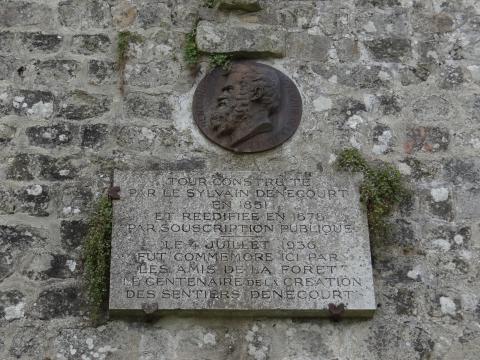 TOUR CONSTRUITE
PAR LE SYLVAIN DENECOURT
EN 1851
ET REEDIFIEE EN 1878
PAR SOUSCRIPTION PUBLIQUE
LE 4 JUILLET 1936
FUT COMMEMORE ICI PAR
LES AMIS DE LA FORET
LE CENTENAIRE DE LA CREATION
DES SENTIERS DENECOURT